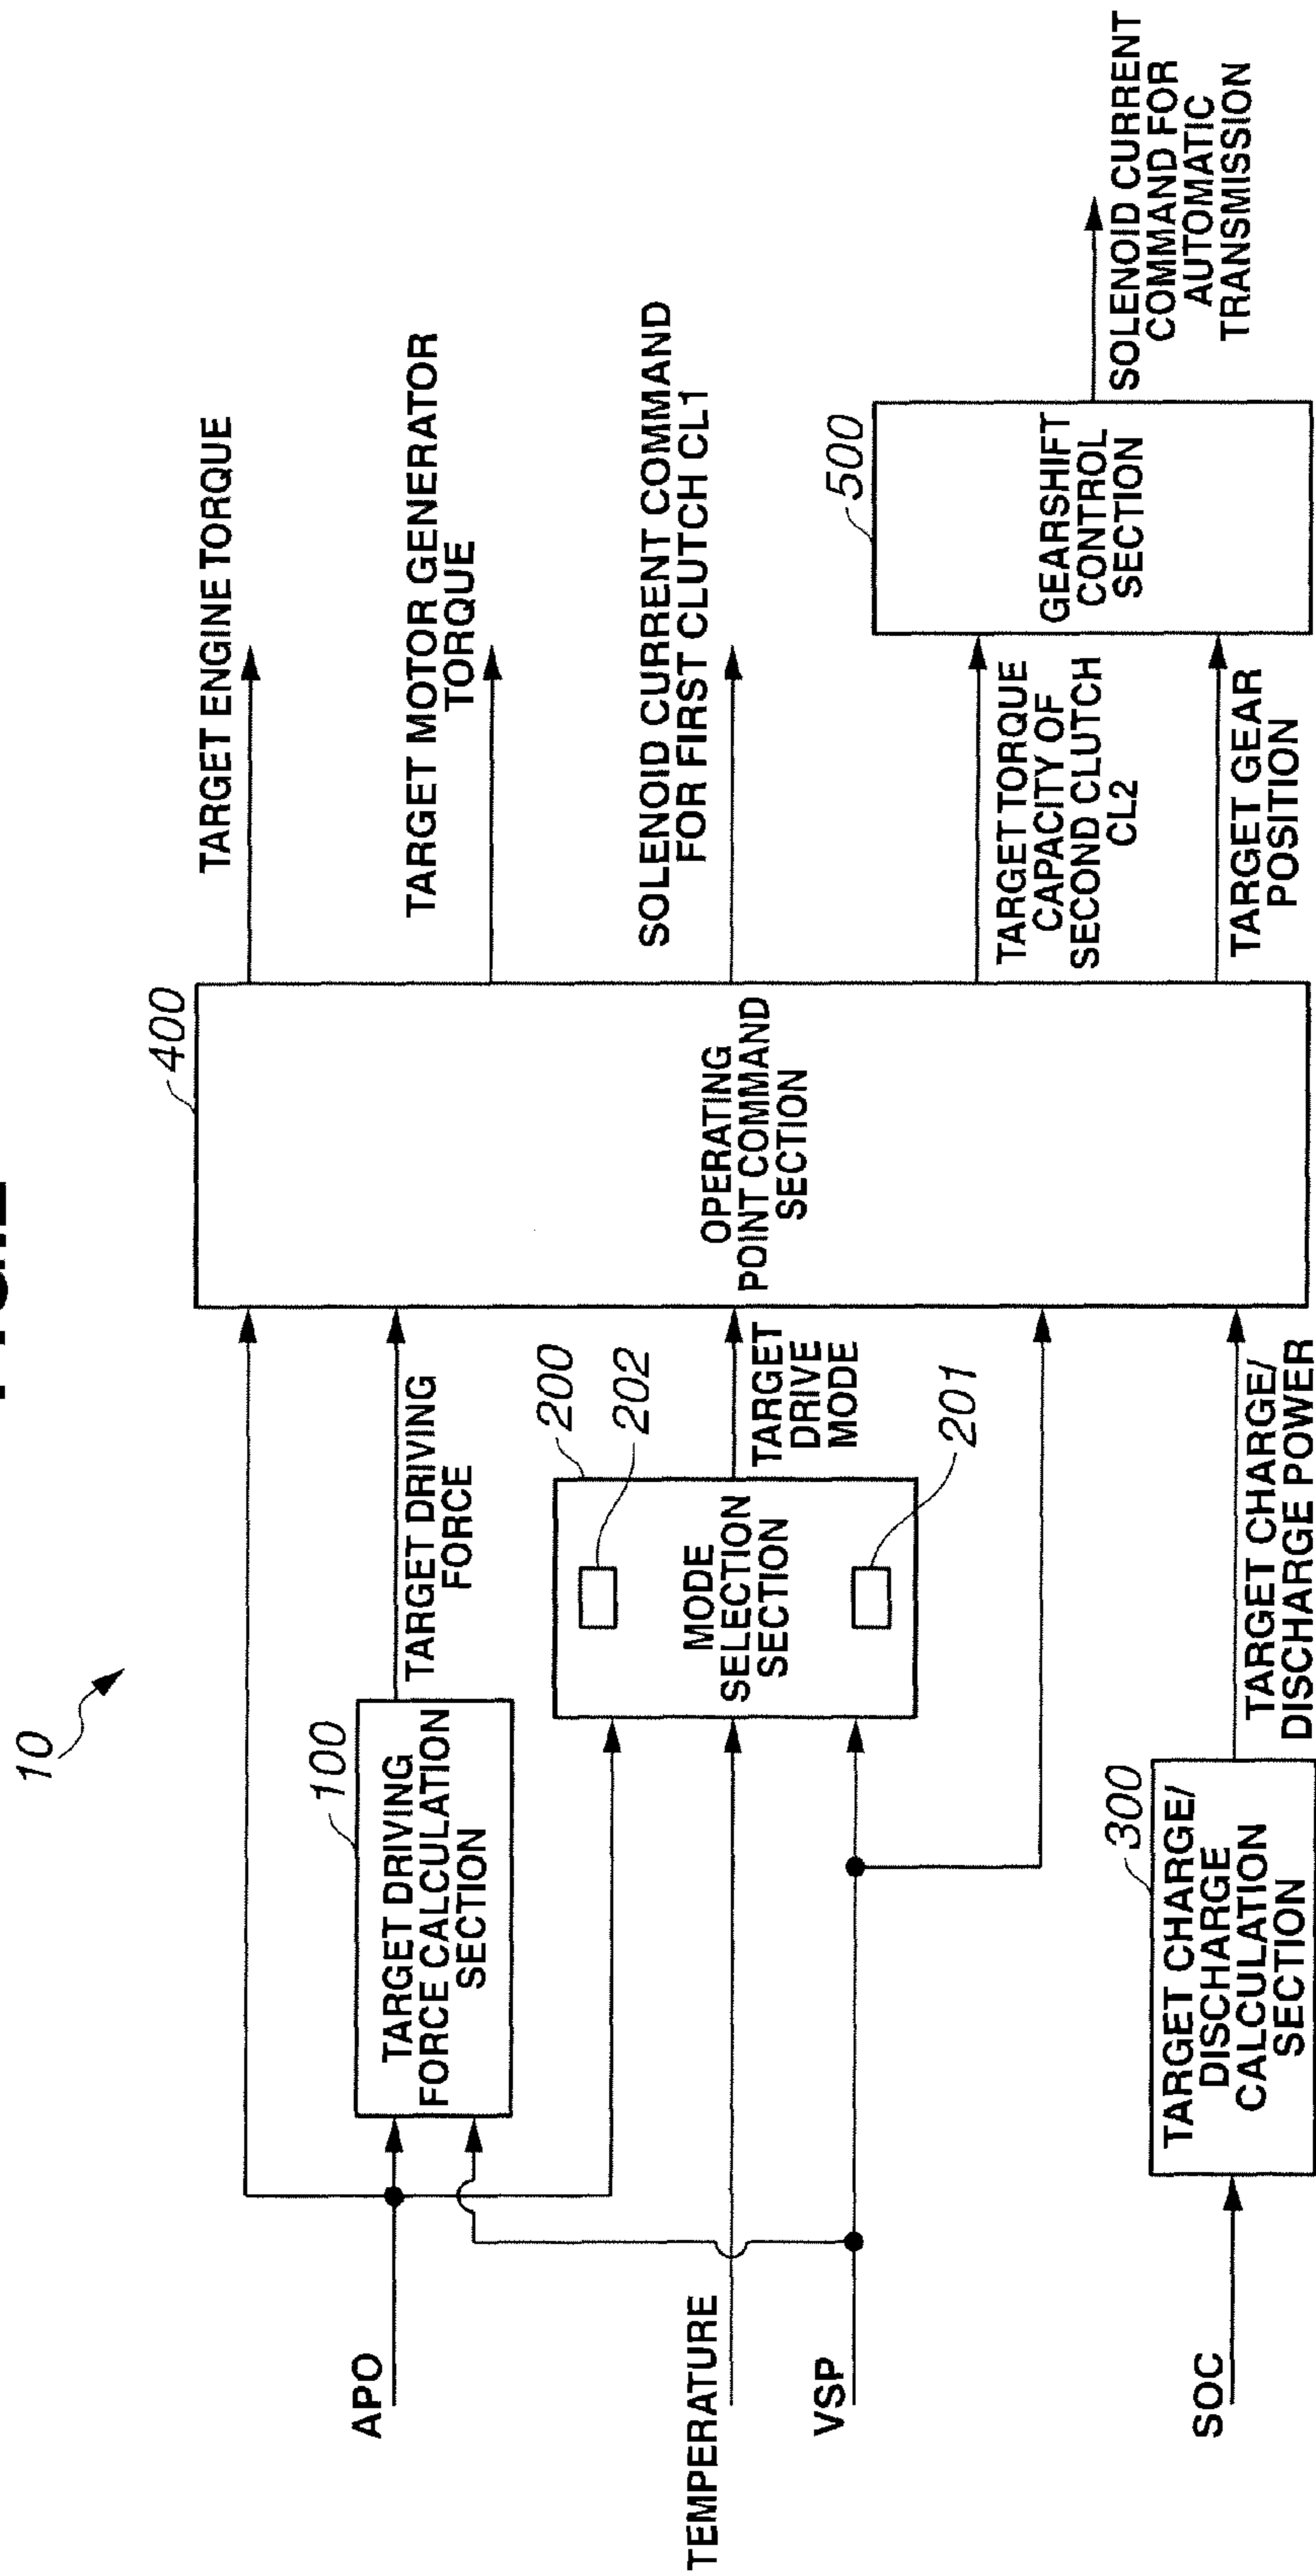 10
APO
TEMPERATURE
VSP
SOC
100
TARGET DRIVING
FORCE CALCULATION
SECTION
TARGET DRIVING
FORCE
200
202
MODE
SELECTION
SECTION
201
TARGET
DRIVE
MODE
300
TARGET CHARGE/
DISCHARGE
CALCULATION
SECTION
TARGET CHARGE/
DISCHARGE POWER
400
OPERATING
POINT COMMAND
SECTION
TARGET ENGINE TORQUE
TARGET MOTOR GENERATOR
TORQUE
SOLENOID CURRENT COMMAND
FOR FIRST CLUTCH CL1
TARGET TORQUE
CAPACITY OF
SECOND CLUTCH
CL2
TARGET GEAR
POSITION
500
GEARSHIFT
CONTROL
SECTION
SOLENOID CURRENT
COMMAND FOR
AUTOMATIC
TRANSMISSION